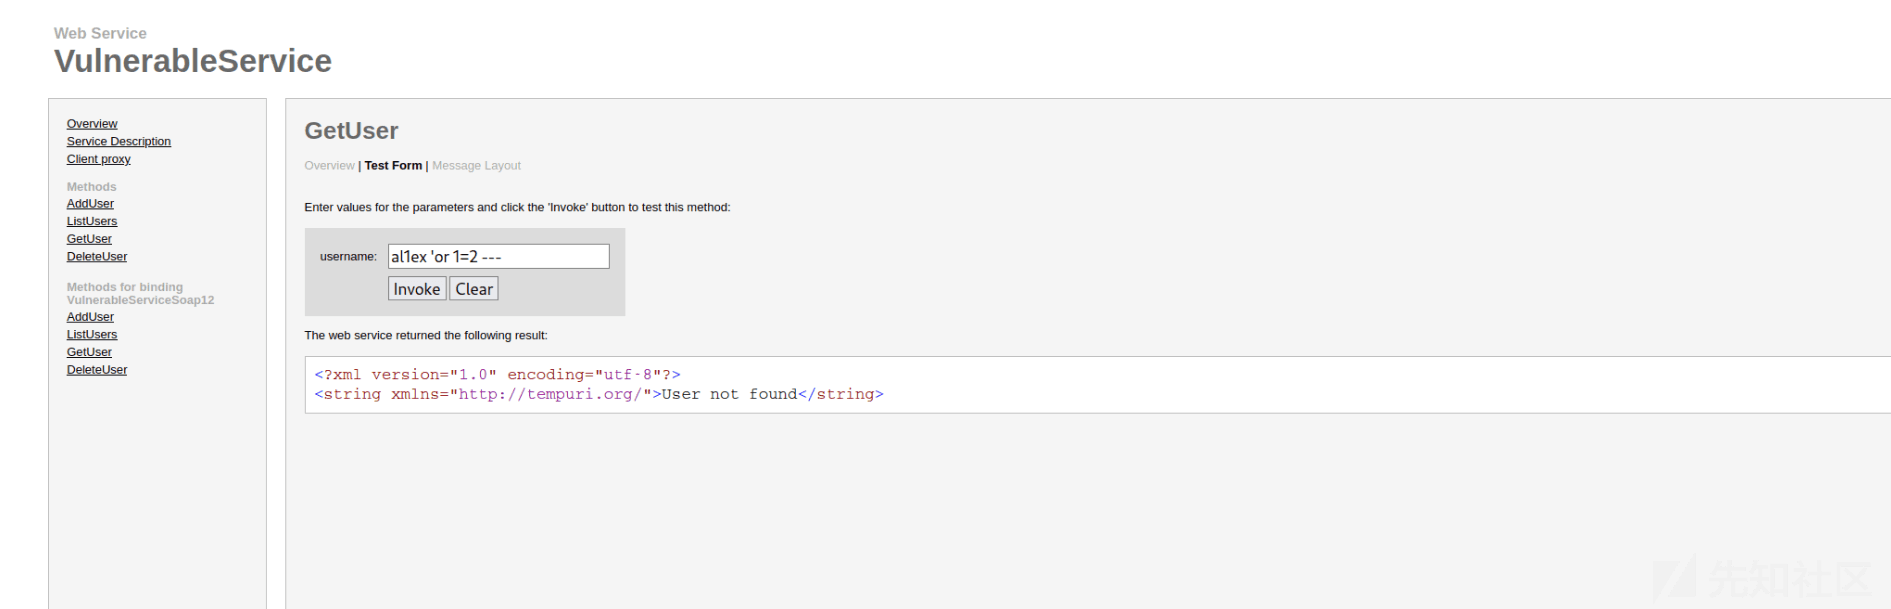 Web Service
VulnerableService
Overview
Service Description
Client proxy
Methods
AddUser
ListUsers
GetUser
DeleteUser
Methods for binding
VulnerableServiceSoap12
AddUser
ListUsers
GetUser
DeleteUser
GetUser
Overview | Test Form | Message Layout
Enter values for the parameters and click the 'Invoke' button to test this method:
username: al1ex 'or 1=2 ---
Invoke Clear
The web service returned the following result:
<?xml version="1.0" encoding="utf-8"?>
<string xmlns="http://tempuri.org/">User not found</string>
先知社区